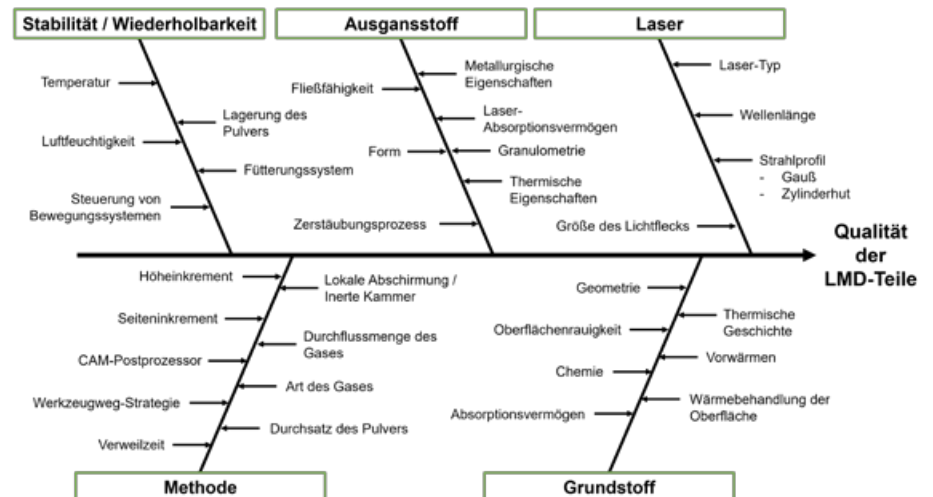 Stabilität / Wiederholbarkeit
Temperatur
Lagerung des
Pulvers
Luftfeuchtigkeit
Fütterungssystem
Steuerung von
Bewegungssystemen
Ausgansstoff
Metallurgische
Eigenschaften
Fließfähigkeit
Laser-
Absorptionsvermögen
Form
Granulometrie
Thermische
Eigenschaften
Zerstäubungsprozess
Laser
Laser-Typ
Wellenlänge
Strahlprofil
- Gauß
- Zylinderhut
Größe des Lichtflecks
Qualität
der
LMD-Teile
Höheinkrement
Lokale Abschirmung /
Inerte Kammer
Seiteninkrement
Durchflussmenge des
Gases
CAM-Postprozessor
Art des Gases
Werkzeugweg-Strategie
Durchsatz des Pulvers
Verweilzeit
Methode
Geometrie
Thermische
Geschichte
Oberflächenrauigkeit
Vorwärmen
Chemie
Wärmebehandlung der
Oberfläche
Absorptionsvermögen
Grundstoff